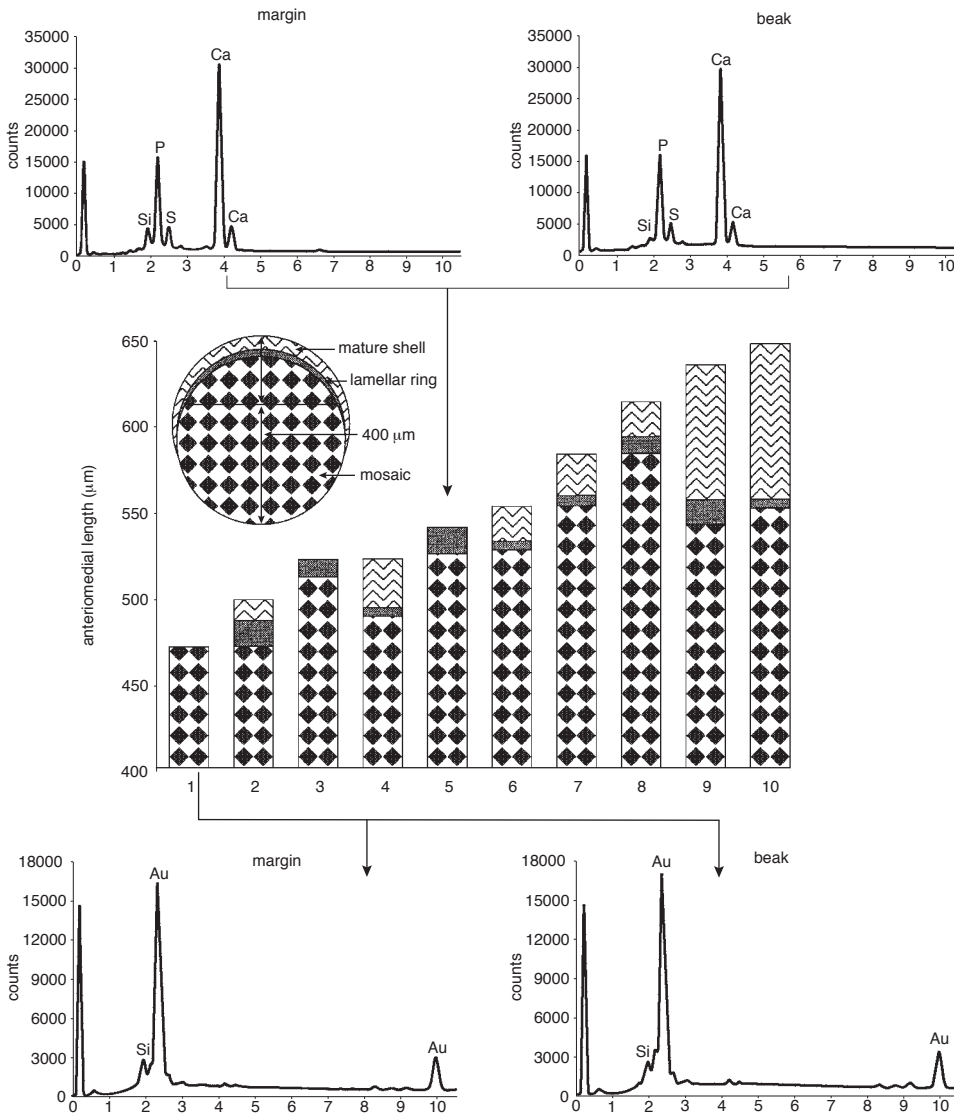 margin
35000
30000
25000
20000
15000
10000
5000
0
counts
Ca
P
Si
S
Ca
0 1 2 3 4 5 6 7 8 9 10
beak
35000
30000
25000
20000
15000
10000
5000
0
counts
Ca
P
Si
S
Ca
0 1 2 3 4 5 6 7 8 9 10
650
600
550
500
450
400
anteriomedial length (µm)
mature shell
lamellar ring
400 µm
mosaic
1 2 3 4 5 6 7 8 9 10
margin
18000
15000
12000
9000
6000
3000
0
counts
Au
Si
Au
0 1 2 3 4 5 6 7 8 9 10
beak
18000
15000
12000
9000
6000
3000
0
counts
Au
Si
Au
0 1 2 3 4 5 6 7 8 9 10